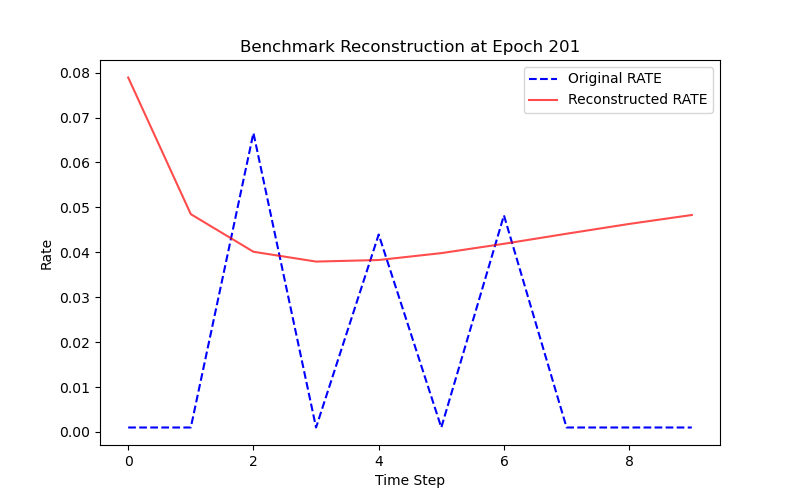 Benchmark Reconstruction at Epoch 201
Original RATE
Reconstructed RATE
Rate
0.08
0.07
0.06
0.05
0.04
0.03
0.02
0.01
0.00
0 2 4 6 8
Time Step